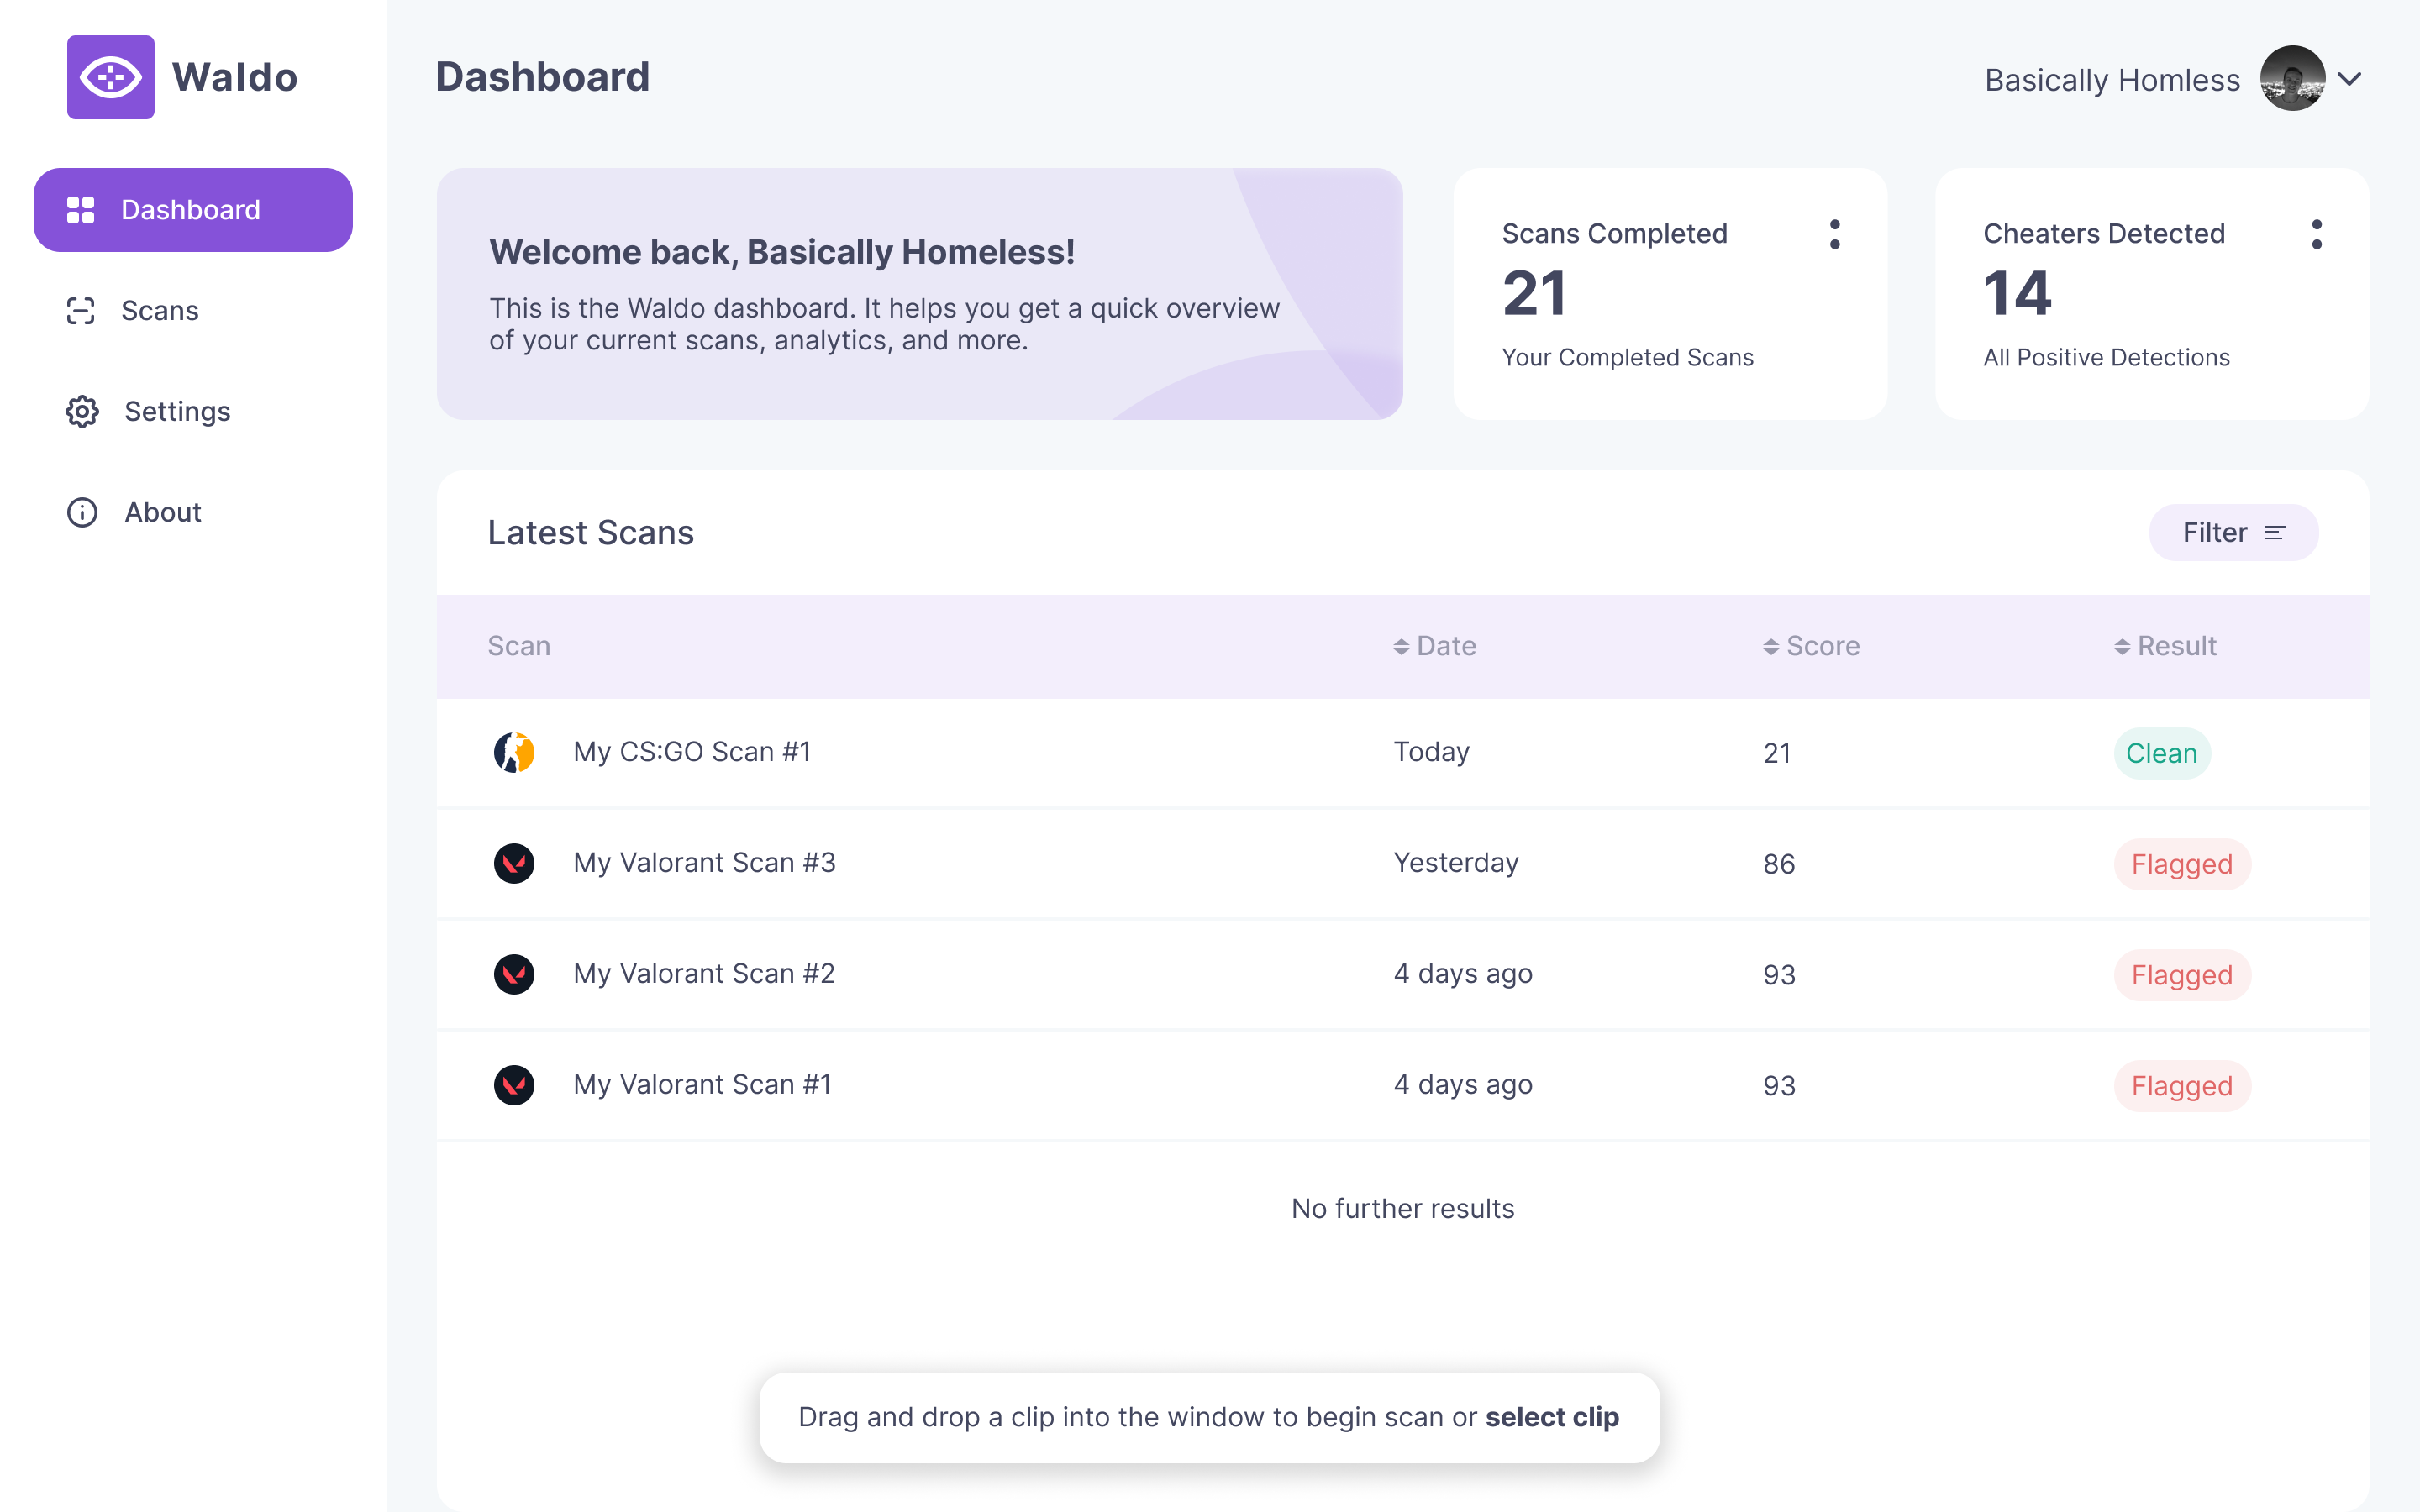 Waldo
Dashboard
Scans
Settings
About
Dashboard
Basically Homless
Welcome back, Basically Homeless!
This is the Waldo dashboard. It helps you get a quick overview
of your current scans, analytics, and more.
Scans Completed
21
Your Completed Scans
Cheaters Detected
14
All Positive Detections
Latest Scans
Filter
Scan Date Score Result
My CS:GO Scan #1 Today 21 Clean
My Valorant Scan #3 Yesterday 86 Flagged
My Valorant Scan #2 4 days ago 93 Flagged
My Valorant Scan #1 4 days ago 93 Flagged
No further results
Drag and drop a clip into the window to begin scan or select clip